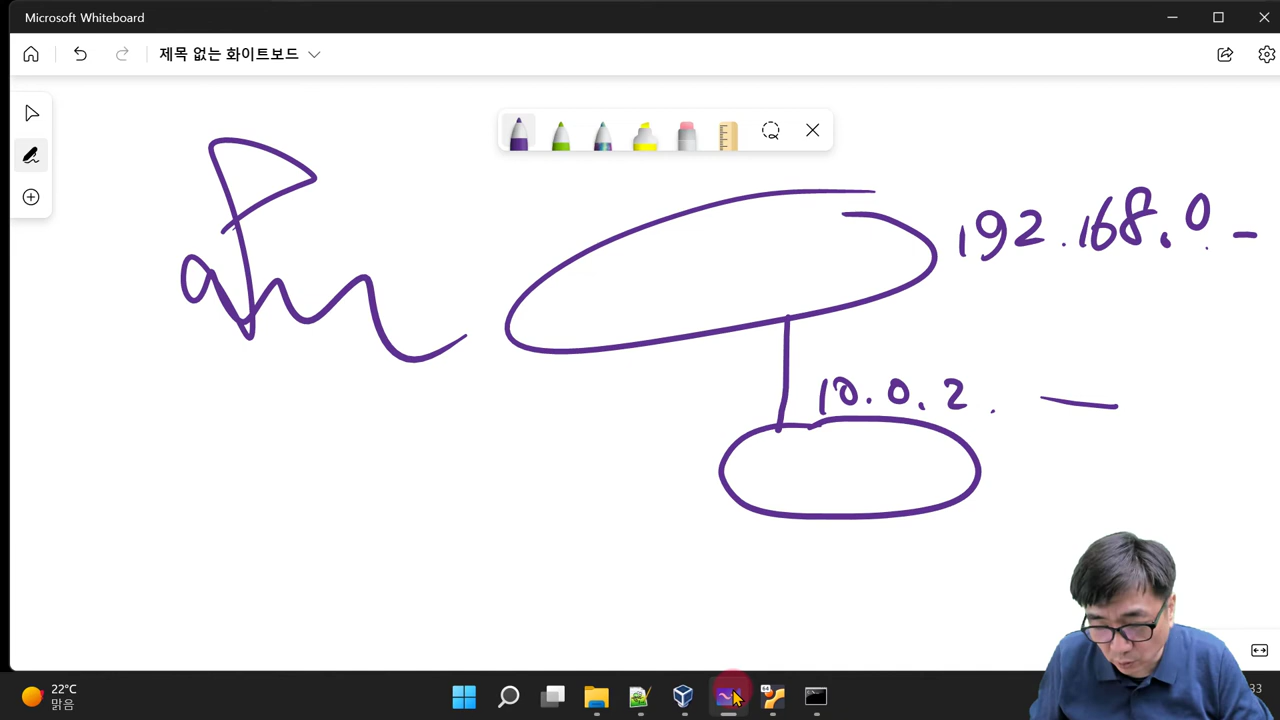 Microsoft Whiteboard
제목 없는 화이트보드
192.168.0.-
10.0.2. —
22°C
맑음
33